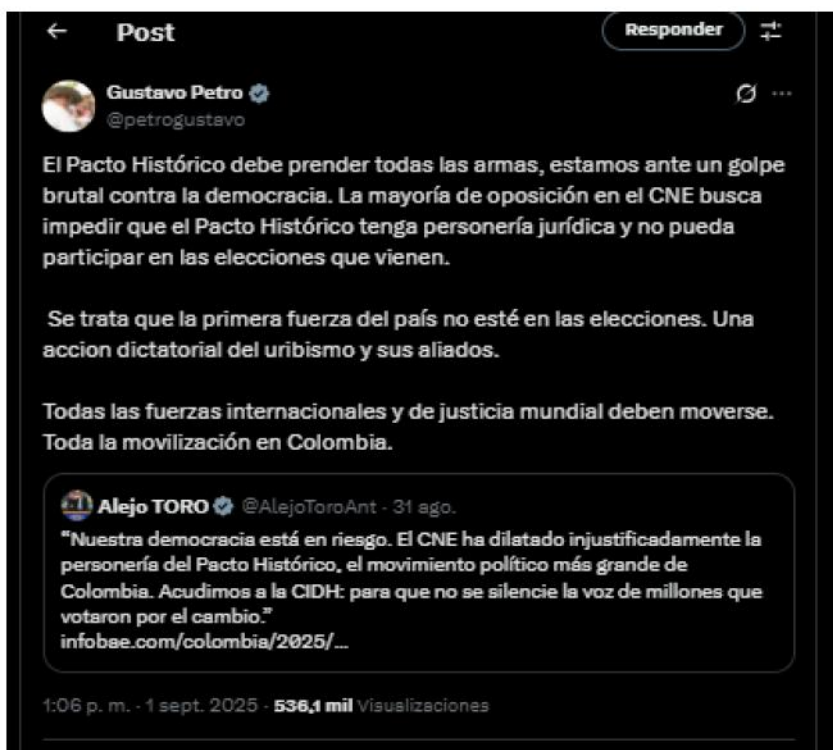 Post
Responder
Gustavo Petro
@petrogustavo
El Pacto Histórico debe prender todas las armas, estamos ante un golpe
brutal contra la democracia. La mayoría de oposición en el CNE busca
impedir que el Pacto Histórico tenga personería jurídica y no pueda
participar en las elecciones que vienen.
Se trata que la primera fuerza del país no esté en las elecciones. Una
accion dictatorial del uribismo y sus aliados.
Todas las fuerzas internacionales y de justicia mundial deben moverse.
Toda la movilización en Colombia.
Alejo TORO @AlejoToroAnt · 31 ago.
“Nuestra democracia está en riesgo. El CNE ha dilatado injustificadamente la
personería del Pacto Histórico, el movimiento político más grande de
Colombia. Acudimos a la CIDH: para que no se silencie la voz de millones que
votaron por el cambio.”
infobae.com/colombia/2025/...
1:06 p. m. · 1 sept. 2025 · 536,1 mil Visualizaciones